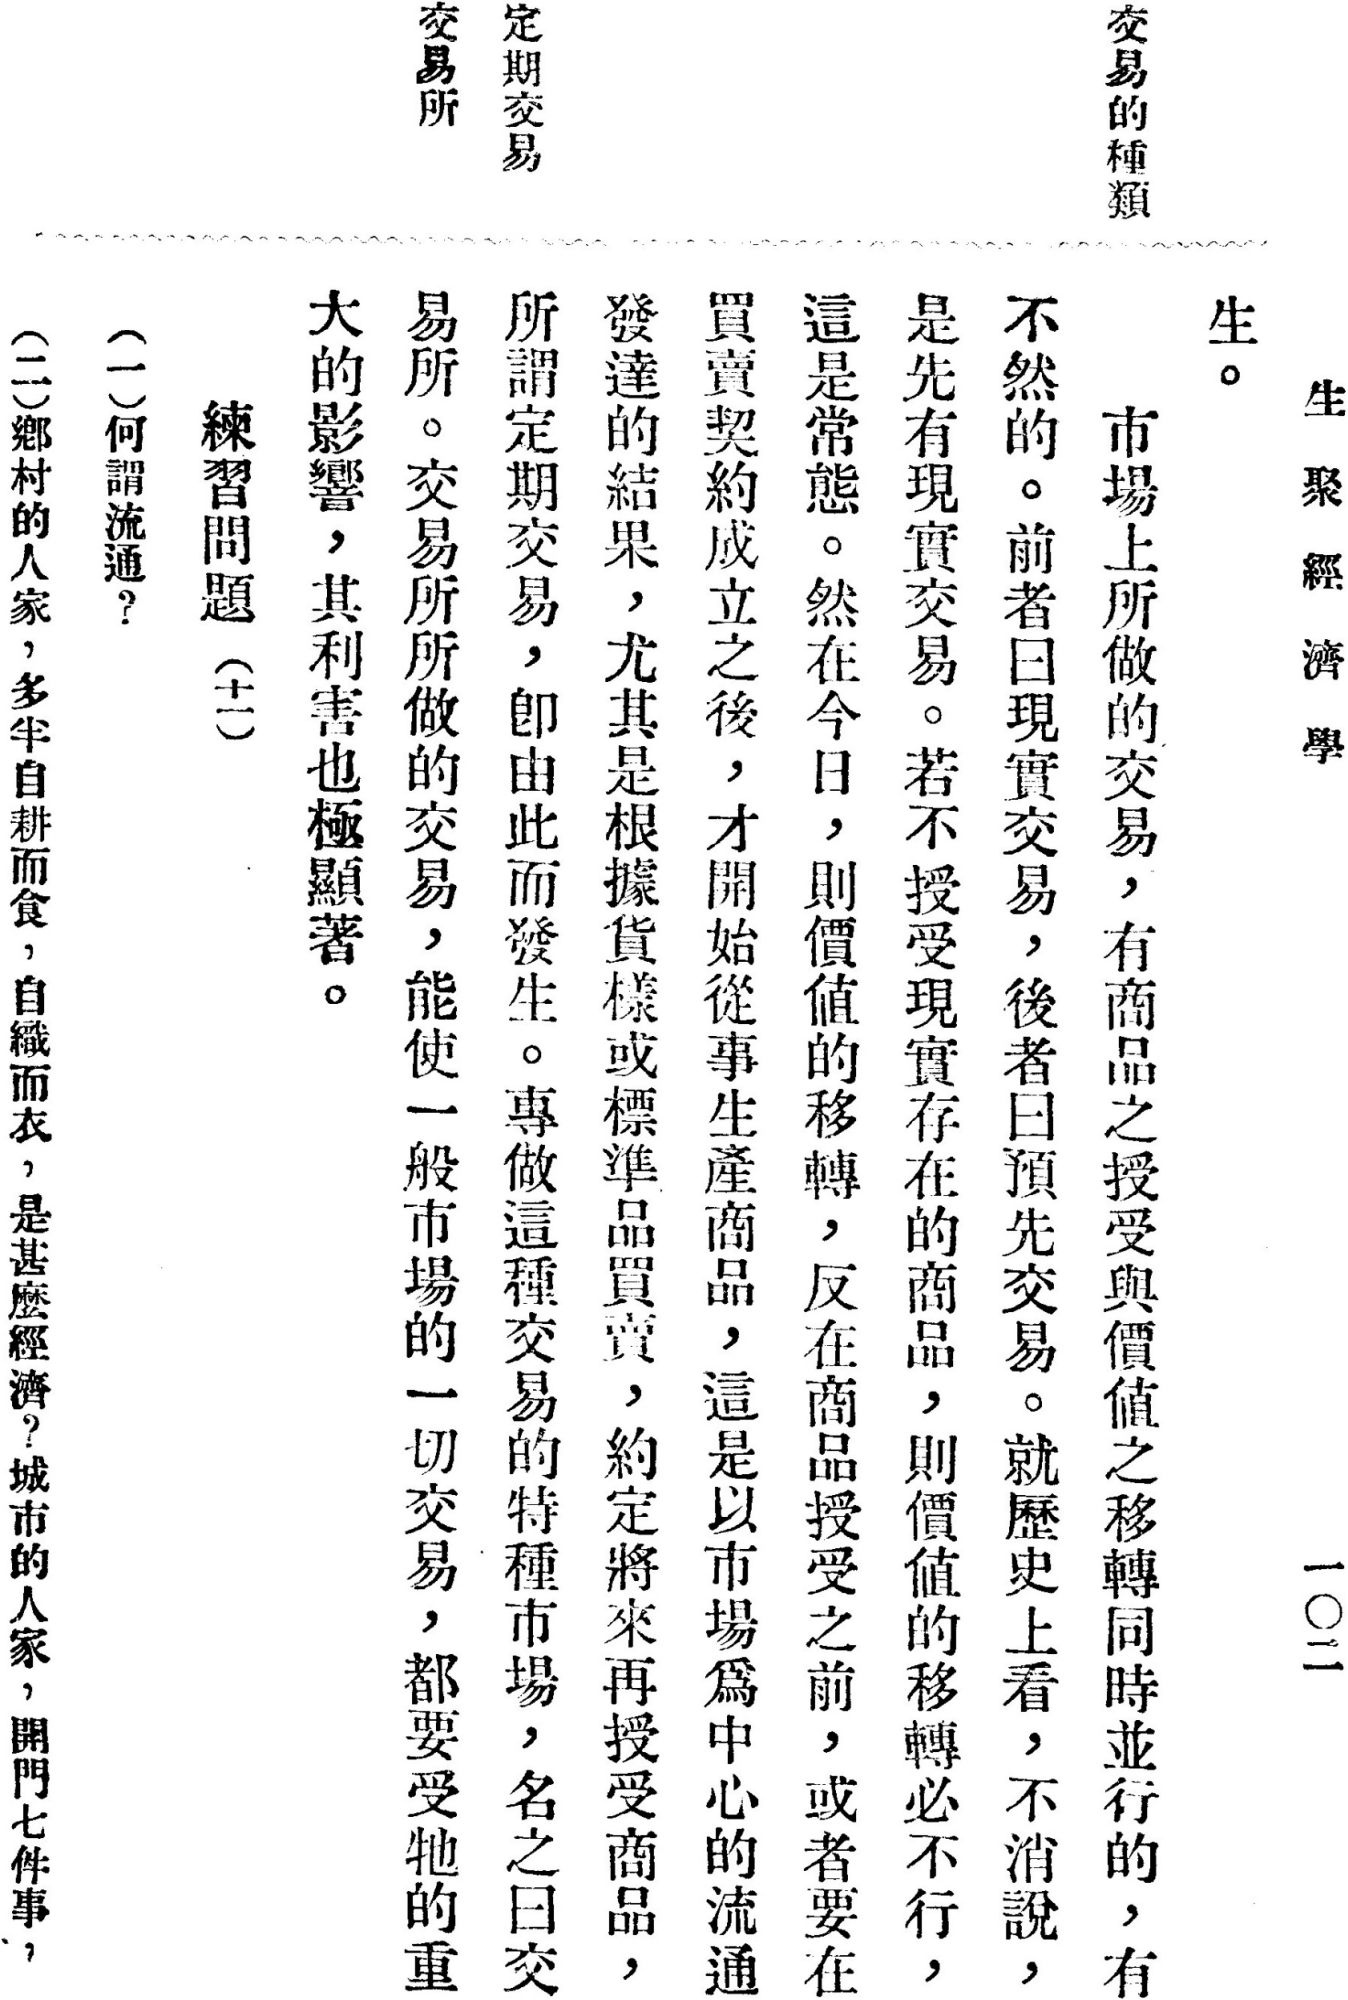 生聚經濟學
一〇二
生。
交易的種類
市場上所做的交易，有商品之授受與價值之移轉同時並行的，有
不然的。前者曰現實交易，後者曰預先交易。就歷史上看，不消說，
是先有現實交易。若不授受現實存在的商品，則價值的移轉必不行，
這是常態。然在今日，則價值的移轉，反在商品授受之前，或者要在
買賣契約成立之後，才開始從事生產商品，這是以市場爲中心的流通
發達的結果，尤其是根據貨樣或標準品買賣，約定將來再授受商品，
定期交易
所謂定期交易，卽由此而發生。專做這種交易的特種市場，名之曰交
交易所
易所。交易所所做的交易，能使一般市場的一切交易，都要受牠的重
大的影響，其利害也極顯著。
練習問題（十一）
（一）何謂流通？
（二）鄉村的人家，多半自耕而食，自織而衣，是甚麼經濟？城市的人家，開門七件事，